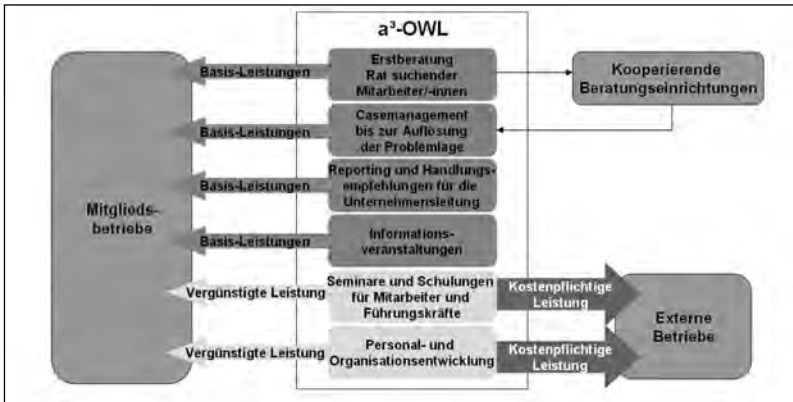 a³-OWL
Mitglieds-
betriebe
Basis-Leistungen
Erstberatung
Rat suchender
Mitarbeiter/-innen
Kooperierende
Beratungseinrichtungen
Basis-Leistungen
Casemanagement
bis zur Auflösung
der Problemlage
Basis-Leistungen
Reporting und Handlungs-
empfehlungen für die
Unternehmensleitung
Basis-Leistungen
Informations-
veranstaltungen
Vergünstigte Leistung
Seminare und Schulungen
für Mitarbeiter und
Führungskräfte
Kostenpflichtige
Leistung
Externe
Betriebe
Vergünstigte Leistung
Personal- und
Organisationsentwicklung
Kostenpflichtige
Leistung